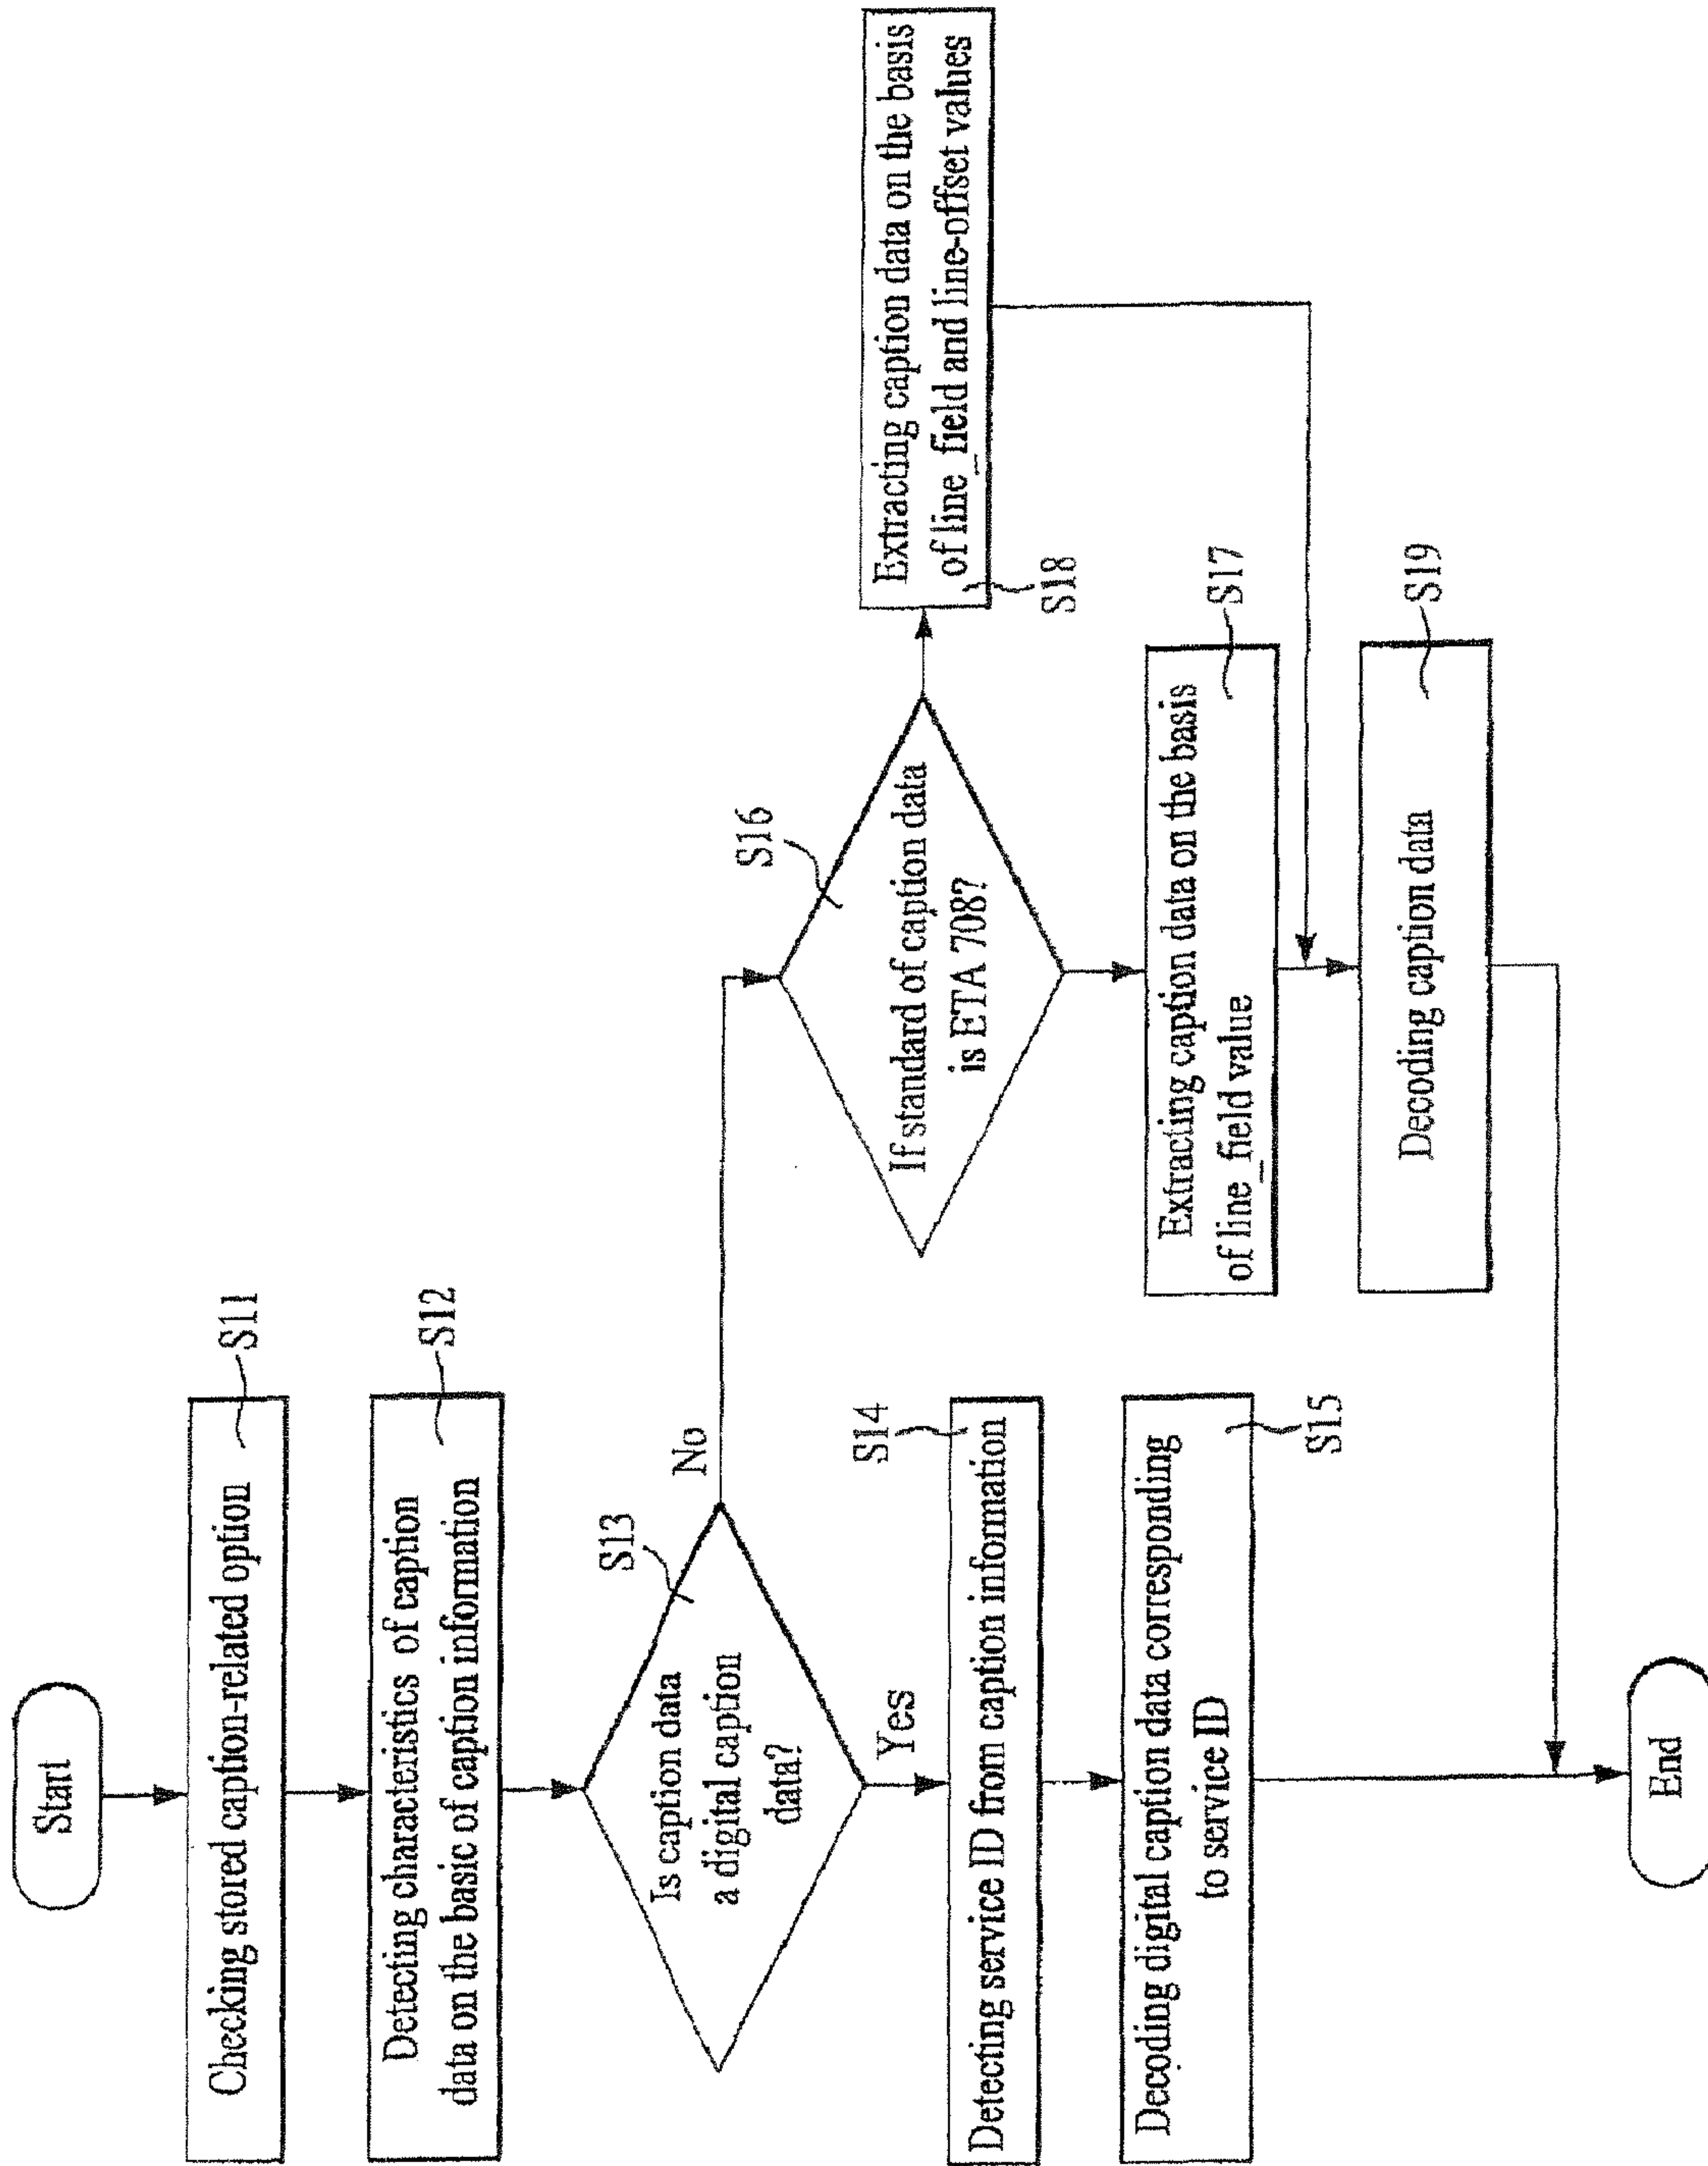 Start
Checking stored caption-related option
S11
Detecting characteristics of caption
data on the basic of caption information
S12
Is caption data
a digital caption
data?
S13
No
Yes
Detecting service ID from caption information
S14
Decoding digital caption data corresponding
to service ID
S15
If standard of caption data
is ETA 708?
S16
Extracting caption data on the basis
of line_field value
S17
Extracting caption data on the basis
of line_field and line-offset values
S18
Decoding caption data
S19
End